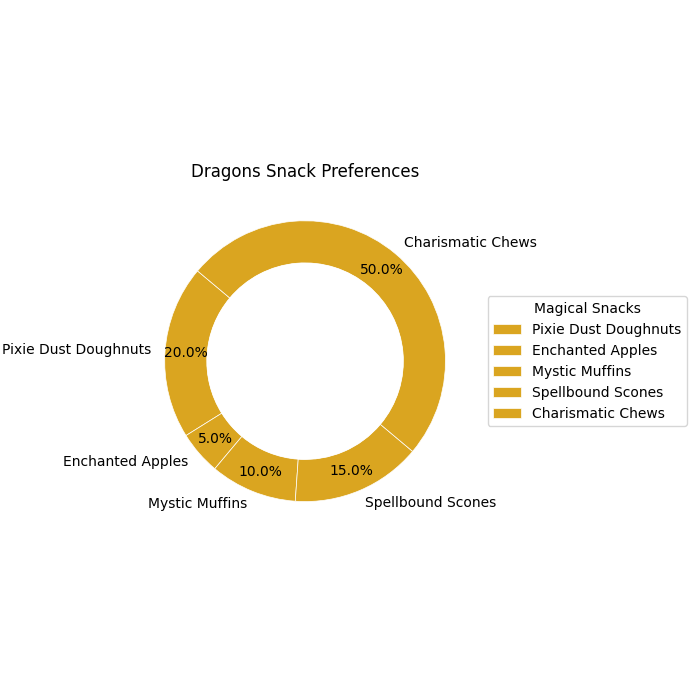 Dragons Snack Preferences
Charismatic Chews
50.0%
Pixie Dust Doughnuts
20.0%
5.0%
Enchanted Apples
10.0%
Mystic Muffins
15.0%
Spellbound Scones
Magical Snacks
Pixie Dust Doughnuts
Enchanted Apples
Mystic Muffins
Spellbound Scones
Charismatic Chews